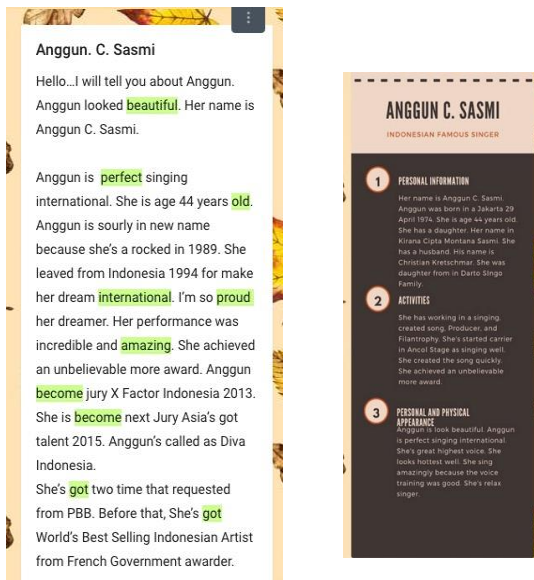 Anggun. C. Sasmi
Hello...I will tell you about Anggun.
Anggun looked beautiful. Her name is
Anggun C. Sasmi.
Anggun is perfect singing
international. She is age 44 years old.
Anggun is sourly in new name
because she's a rocked in 1989. She
leaved from Indonesia 1994 for make
her dream international. I'm so proud
her dreamer. Her performance was
incredible and amazing. She achieved
an unbelievable more award. Anggun
become jury X Factor Indonesia 2013.
She is become next Jury Asia's got
talent 2015. Anggun's called as Diva
Indonesia.
She's got two time that requested
from PBB. Before that, She's got
World's Best Selling Indonesian Artist
from French Government awarder.
ANGGUN C. SASMI
INDONESIAN FAMOUS SINGER
1
PERSONAL INFORMATION
Her name is Anggun C. Sasmi.
Anggun was born in a Jakarta 29
April 1974. She is age 44 years old.
She has a daughter. Her name in
Kirana Cipta Montana Sasmi. She
has a husband. His name is
Christian Kretschmar. She was
daughter from in Darto SIngo
Family.
2
ACTIVITIES
She has working in a singing,
created song, Producer, and
Filantrophy. She's started carrier
in Ancol Stage as singing well.
She created the song quickly.
She achieved an unbelievable
more award.
3
PERSONAL AND PHYSICAL
APPEARANCE
Anggun is look beautiful. Anggun
is perfect singing international.
She's great highest voice. She
looks hottest well. She sing
amazingly because the voice
training was good. She's relax
singer.